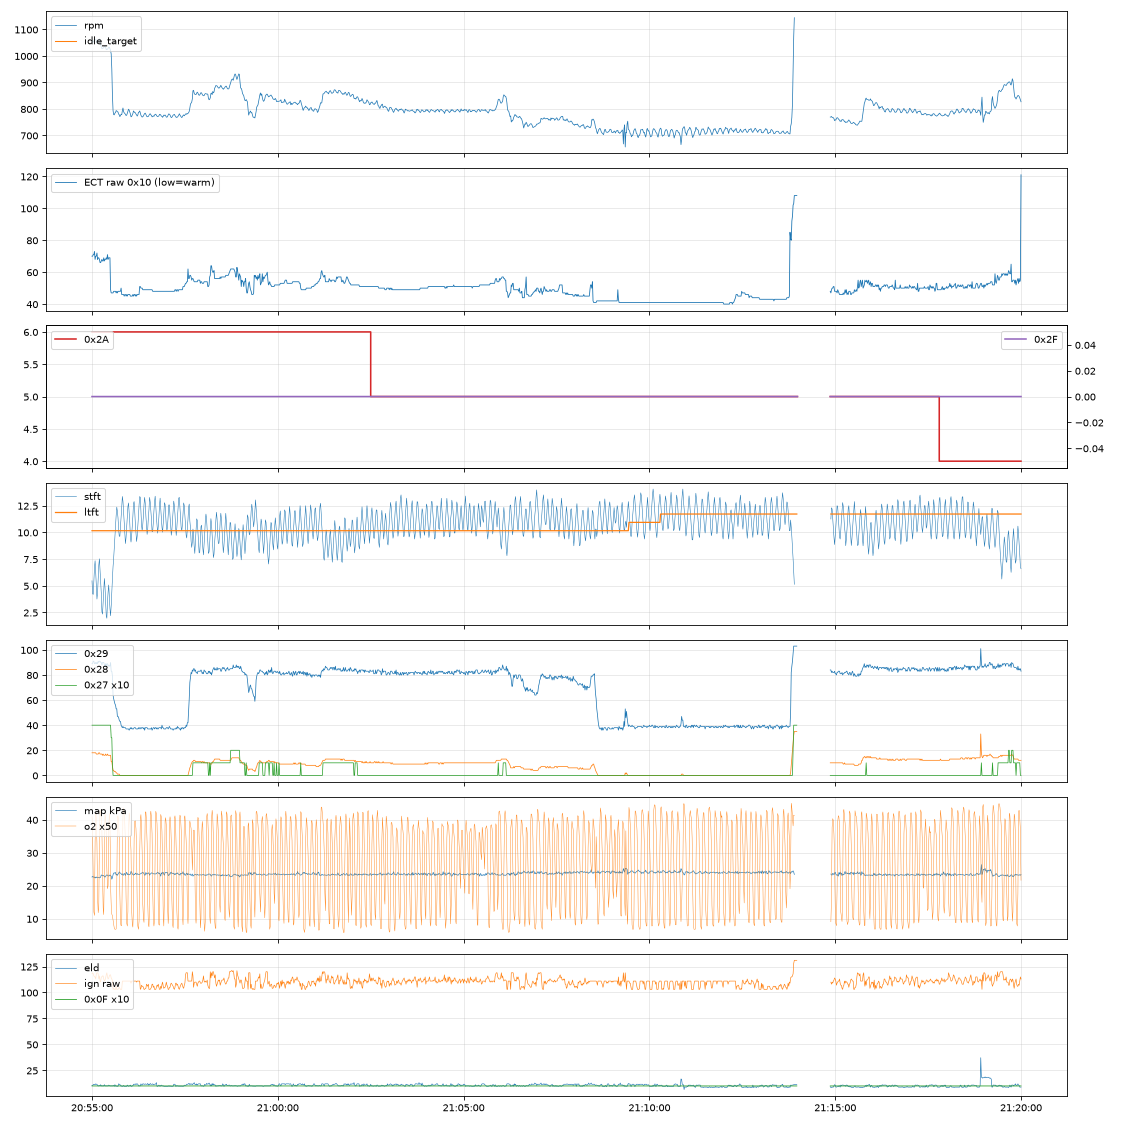 rpm
idle_target
1100
1000
900
800
700
ECT raw 0x10 (low=warm)
120
100
80
60
40
0x2A
0x2F
6.0
5.5
5.0
4.5
4.0
0.04
0.02
0.00
−0.02
−0.04
stft
ltft
12.5
10.0
7.5
5.0
2.5
0x29
0x28
0x27 x10
100
80
60
40
20
0
map kPa
o2 x50
40
30
20
10
eld
ign raw
0x0F x10
125
100
75
50
25
20:55:00 21:00:00 21:05:00 21:10:00 21:15:00 21:20:00